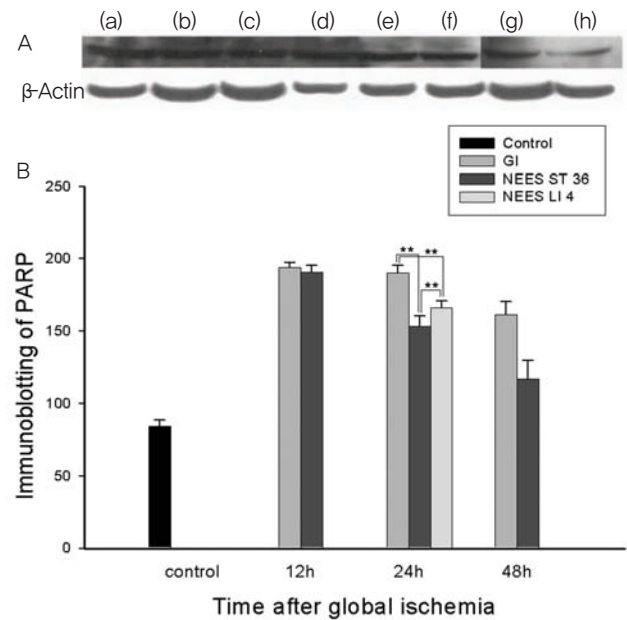 (a) (b) (c) (d) (e) (f) (g) (h)
A
β-Actin
Control
GI
NEES ST 36
NEES LI 4
B
250
200
150
100
50
0
** **
**
Immunoblotting of PARP
control 12h 24h 48h
Time after global ischemia